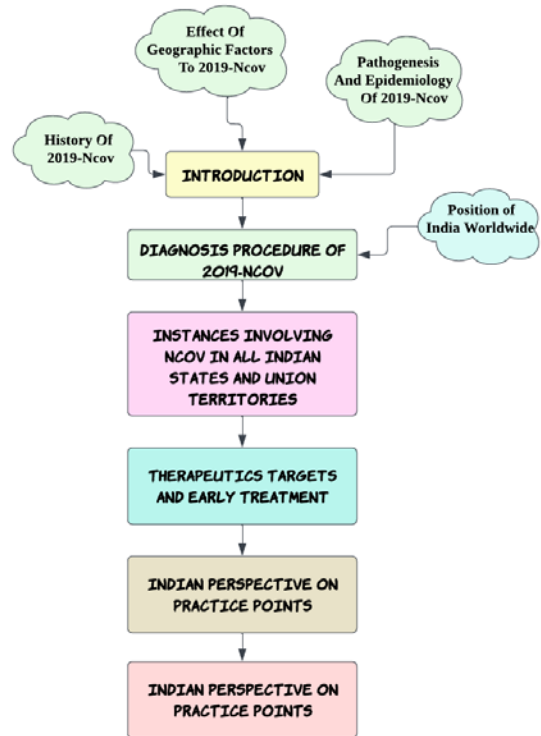 Effect Of
Geographic Factors
To 2019-Ncov
Pathogenesis
And Epidemiology
Of 2019-Ncov
History Of
2019-Ncov
INTRODUCTION
Position of
India Worldwide
DIAGNOSIS PROCEDURE OF
2019-NCOV
INSTANCES INVOLVING
NCOV IN ALL INDIAN
STATES AND UNION
TERRITORIES
THERAPEUTICS TARGETS
AND EARLY TREATMENT
INDIAN PERSPECTIVE ON
PRACTICE POINTS
INDIAN PERSPECTIVE ON
PRACTICE POINTS